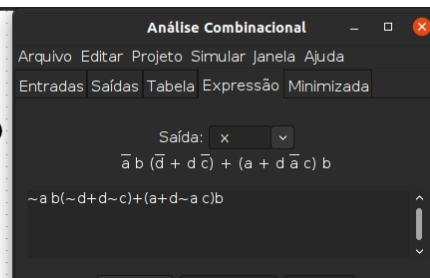 Análise Combinacional
Arquivo Editar Projeto Simular Janela Ajuda
Entradas Saídas Tabela Expressão Minimizada
Saída: x
a̅ b (d̅ + d c̅) + (a + d a̅ c) b
~a b(~d+d~c)+(a+d~a c)b